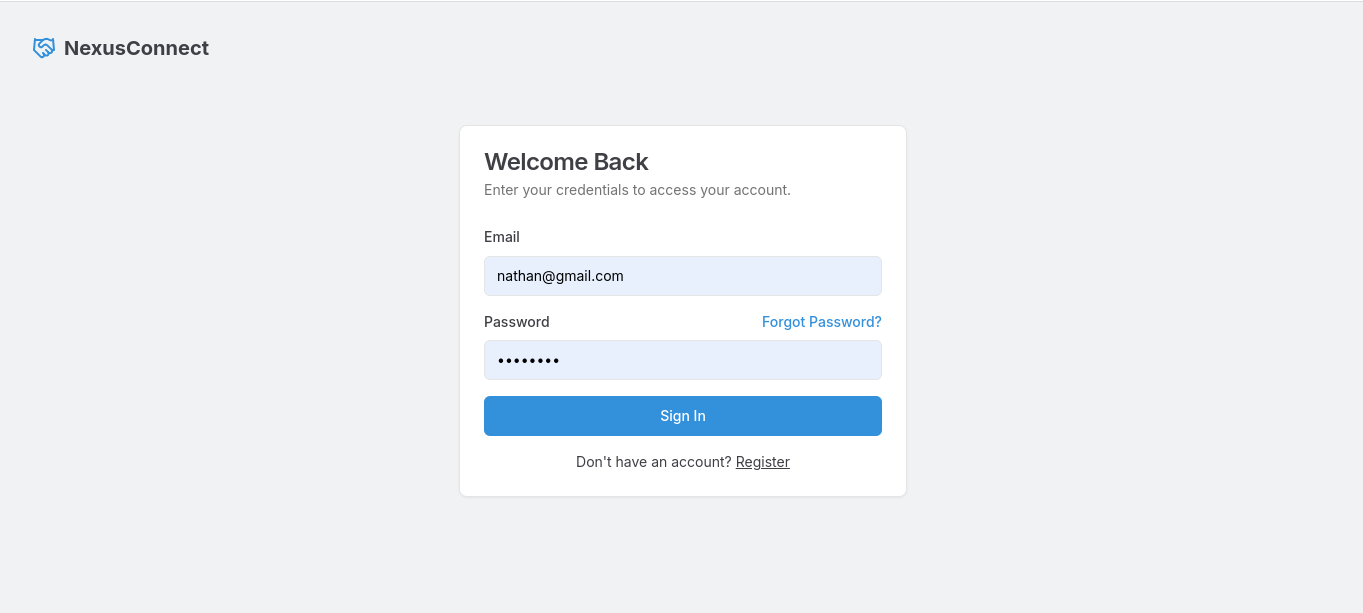 NexusConnect
Welcome Back
Enter your credentials to access your account.
Email
nathan@gmail.com
Password Forgot Password?
••••••••
Sign In
Don't have an account? Register